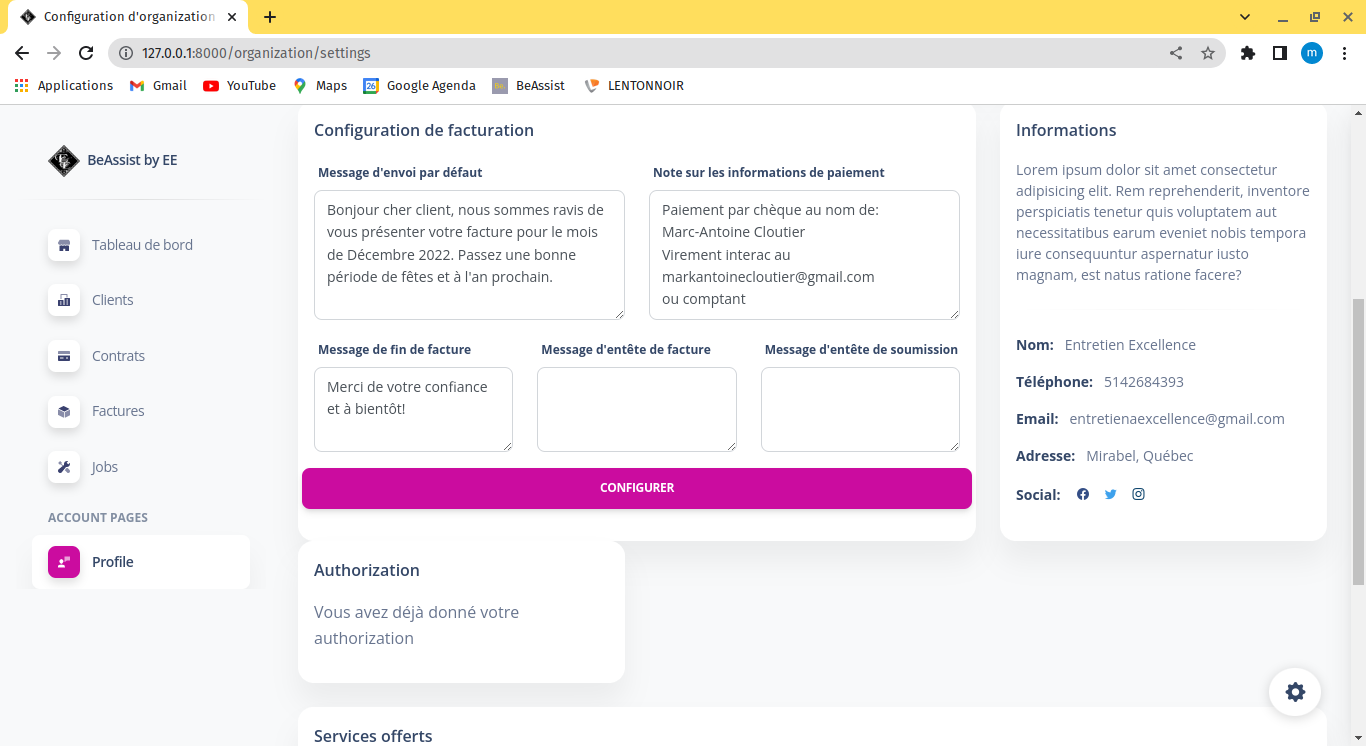 Configuration d'organization
127.0.0.1:8000/organization/settings
m
Applications
Gmail
YouTube
Maps
26
Google Agenda
Be.
BeAssist
LENTONNOIR
BeAssist by EE
Tableau de bord
Clients
Contrats
Factures
Jobs
ACCOUNT PAGES
Profile
Configuration de facturation
Message d'envoi par défaut
Bonjour cher client, nous sommes ravis de
vous présenter votre facture pour le mois
de Décembre 2022. Passez une bonne
période de fêtes et à l'an prochain.
Note sur les informations de paiement
Paiement par chèque au nom de:
Marc-Antoine Cloutier
Virement interac au
markantoinecloutier@gmail.com
ou comptant
Message de fin de facture
Merci de votre confiance
et à bientôt!
Message d'entête de facture
Message d'entête de soumission
CONFIGURER
Informations
Lorem ipsum dolor sit amet consectetur
adipisicing elit. Rem reprehenderit, inventore
perspiciatis tenetur quis voluptatem aut
necessitatibus earum eveniet nobis tempora
iure consequuntur aspernatur iusto
magnam, est natus ratione facere?
Nom: Entretien Excellence
Téléphone: 5142684393
Email: entretienaexcellence@gmail.com
Adresse: Mirabel, Québec
Social:
Authorization
Vous avez déjà donné votre
authorization
Services offerts